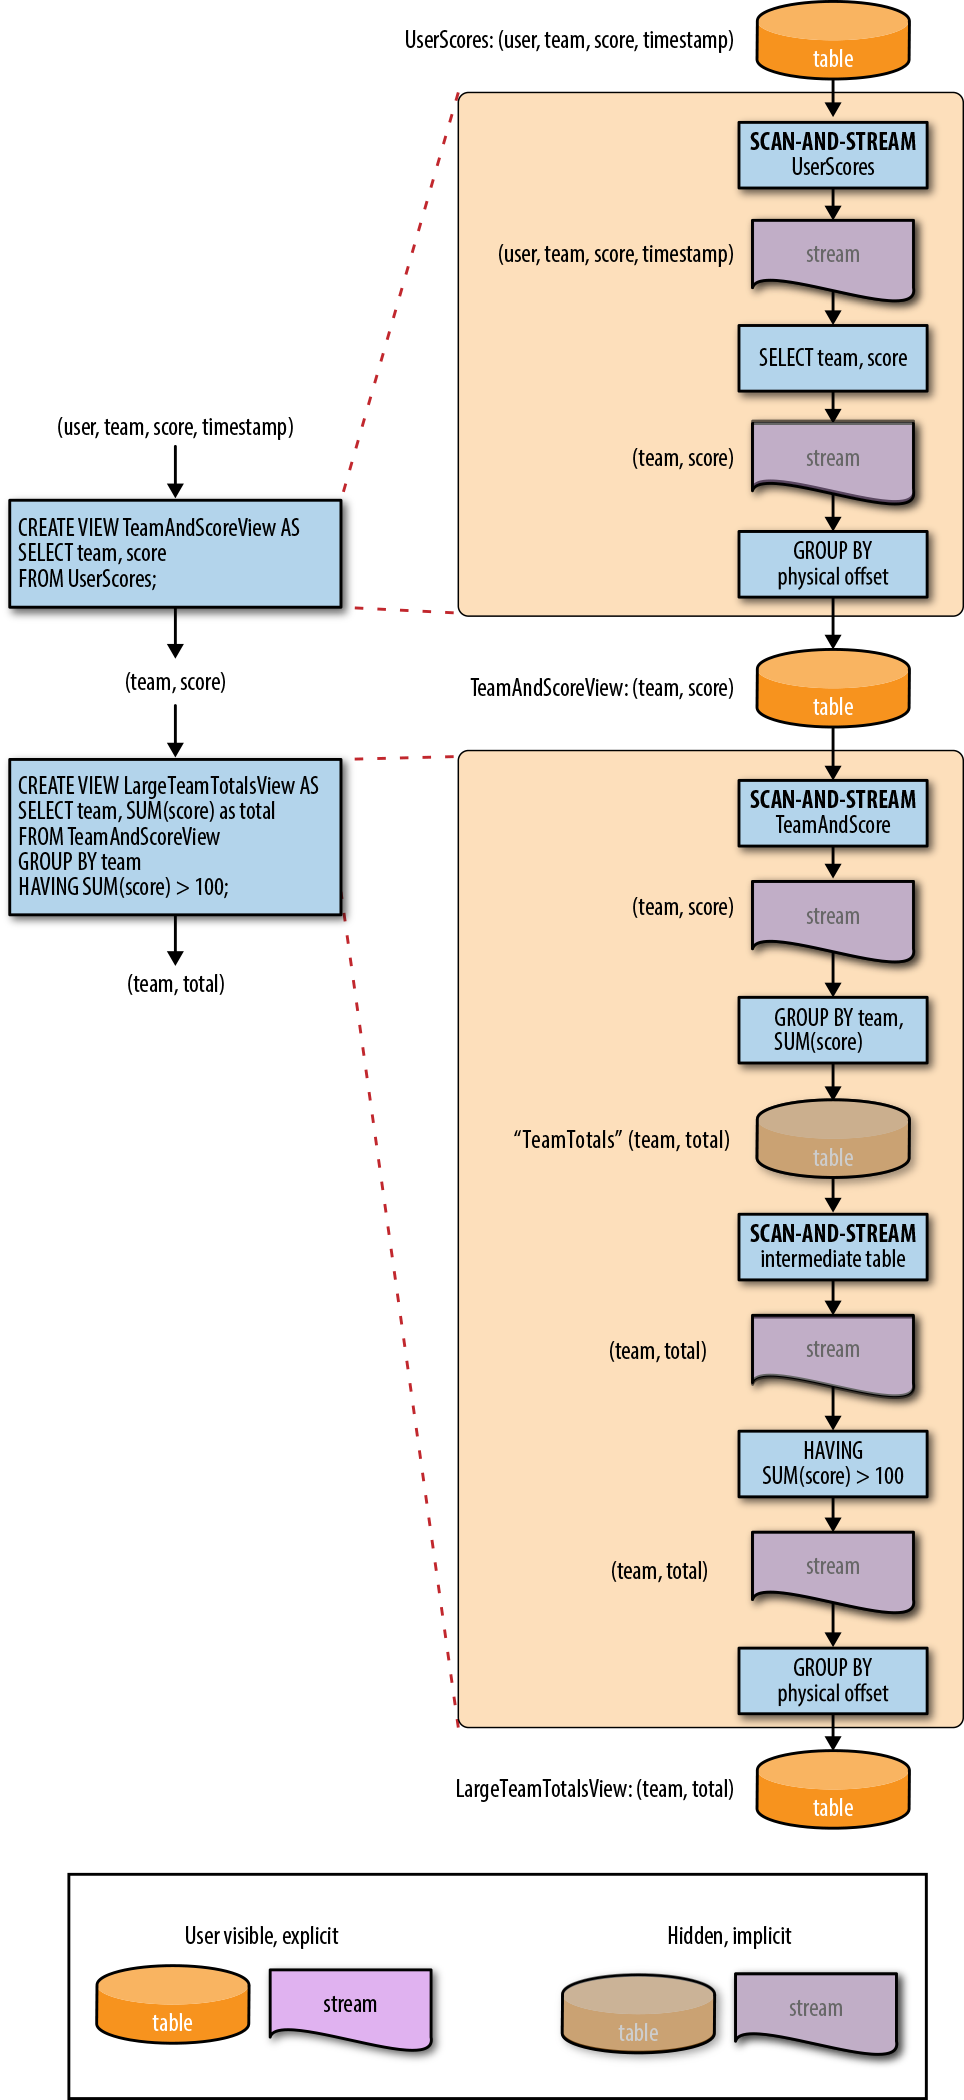 UserScores: (user, team, score, timestamp)
table
SCAN-AND-STREAM
UserScores
(user, team, score, timestamp)
stream
SELECT team, score
(team, score)
stream
GROUP BY
physical offset
(user, team, score, timestamp)
CREATE VIEW TeamAndScoreView AS
SELECT team, score
FROM UserScores;
(team, score)
CREATE VIEW LargeTeamTotalsView AS
SELECT team, SUM(score) as total
FROM TeamAndScoreView
GROUP BY team
HAVING SUM(score) > 100;
(team, total)
TeamAndScoreView: (team, score)
table
SCAN-AND-STREAM
TeamAndScore
(team, score)
stream
GROUP BY team,
SUM(score)
“TeamTotals” (team, total)
table
SCAN-AND-STREAM
intermediate table
(team, total)
stream
HAVING
SUM(score) > 100
(team, total)
stream
GROUP BY
physical offset
LargeTeamTotalsView: (team, total)
table
User visible, explicit
table
stream
Hidden, implicit
table
stream